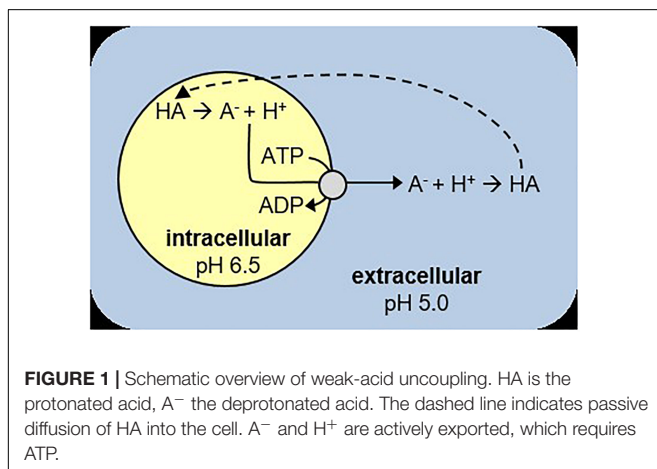 HA → A⁻ + H⁺
ATP
A⁻ + H⁺ → HA
ADP
intracellular
pH 6.5
extracellular
pH 5.0
FIGURE 1 | Schematic overview of weak-acid uncoupling. HA is the
protonated acid, A⁻ the deprotonated acid. The dashed line indicates passive
diffusion of HA into the cell. A⁻ and H⁺ are actively exported, which requires
ATP.